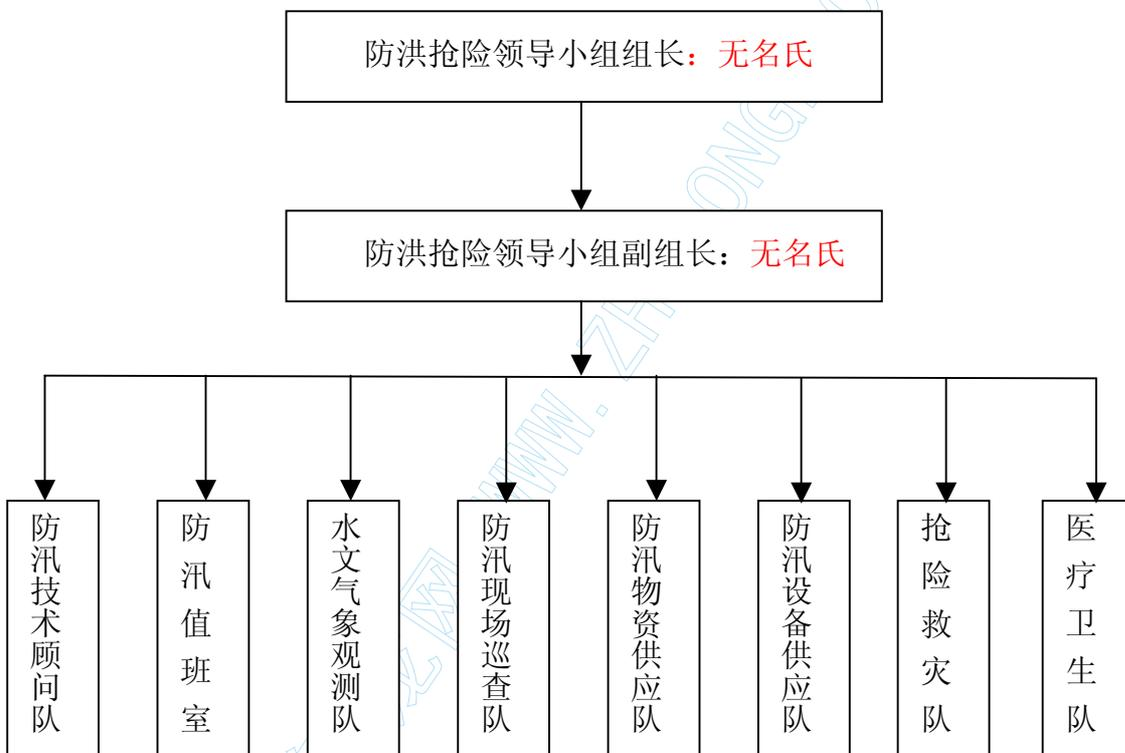 防洪抢险领导小组组长：无名氏
防洪抢险领导小组副组长：无名氏
防汛技术顾问队
防汛值班室
水文气象观测队
防汛现场巡查队
防汛物资供应队
防汛设备供应队
抢险救灾队
医疗卫生队
网 WWW.ZH
ONG